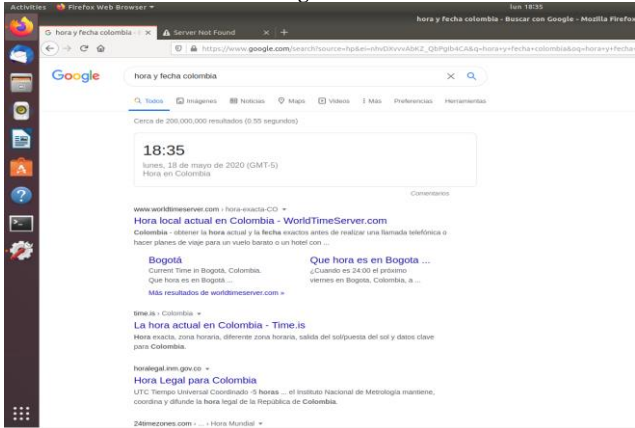 Activities Firefox Web Browser lun 18:35
hora y fecha colombia - Buscar con Google - Mozilla Firefox
hora y fecha colombia - × Server Not Found × +
https://www.google.com/search?source=hp&ei=
Google hora y fecha colombia
Todos Imágenes Noticias Maps Videos Más Preferencias Herramientas
Cerca de 200,000,000 resultados (0.55 segundos)
18:35
lunes, 18 de mayo de 2020 (GMT-5)
Hora en Colombia
Comentarios
www.worldtimeserver.com › hora-exacta-CO
Hora local actual en Colombia - WorldTimeServer.com
Colombia - obtener la hora actual y la fecha exactos antes de realizar una llamada telefónica o
hacer planes de viaje para un vuelo barato o un hotel con ...
Bogotá Que hora es en Bogota ...
Current Time in Bogotá, Colombia. ¿Cuando es 24:00 el próximo
Que hora es en Bogotá ... viernes en Bogota, Colombia, a ...
Más resultados de worldtimeserver.com »
time.is › Colombia
La hora actual en Colombia - Time.is
Hora exacta, zona horaria, diferente zona horaria, salida del sol/puesta del sol y datos clave
para Colombia.
horalegal.inm.gov.co
Hora Legal para Colombia
UTC Tiempo Universal Coordinado -5 horas ... el Instituto Nacional de Metrología mantiene,
coordina y difunde la hora legal de la República de Colombia.
24timezones.com › ... › Hora Mundial